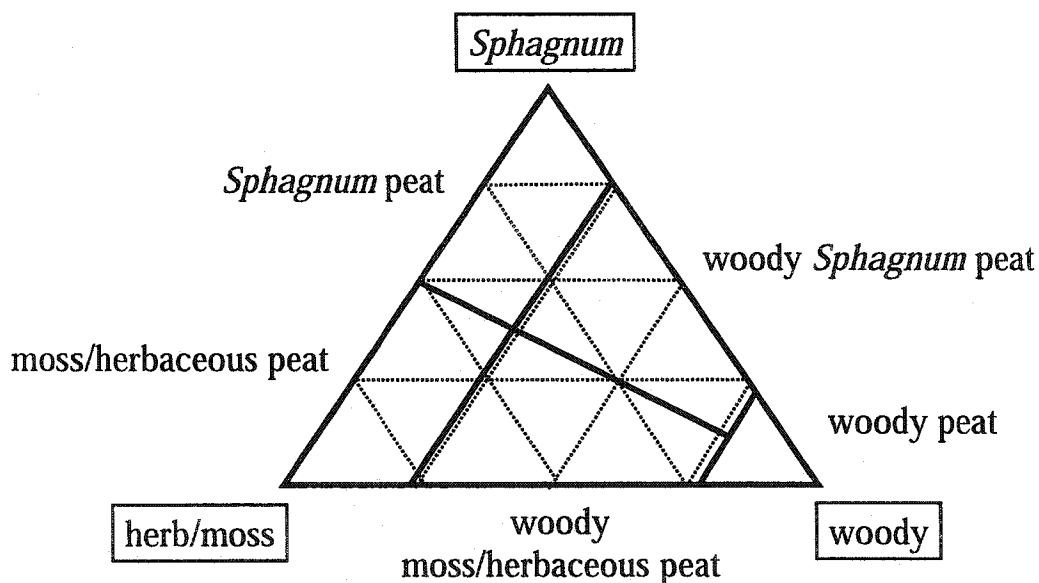 Sphagnum
Sphagnum peat
woody Sphagnum peat
moss/herbaceous peat
woody peat
herb/moss
woody
moss/herbaceous peat
woody